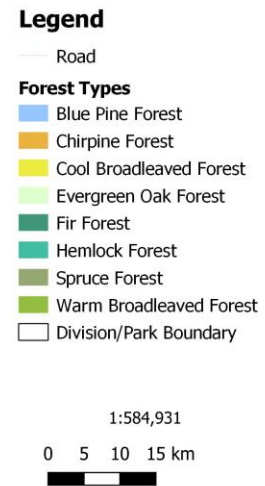 Legend
Road
Forest Types
Blue Pine Forest
Chirpine Forest
Cool Broadleaved Forest
Evergreen Oak Forest
Fir Forest
Hemlock Forest
Spruce Forest
Warm Broadleaved Forest
Division/Park Boundary
1:584,931
0 5 10 15 km